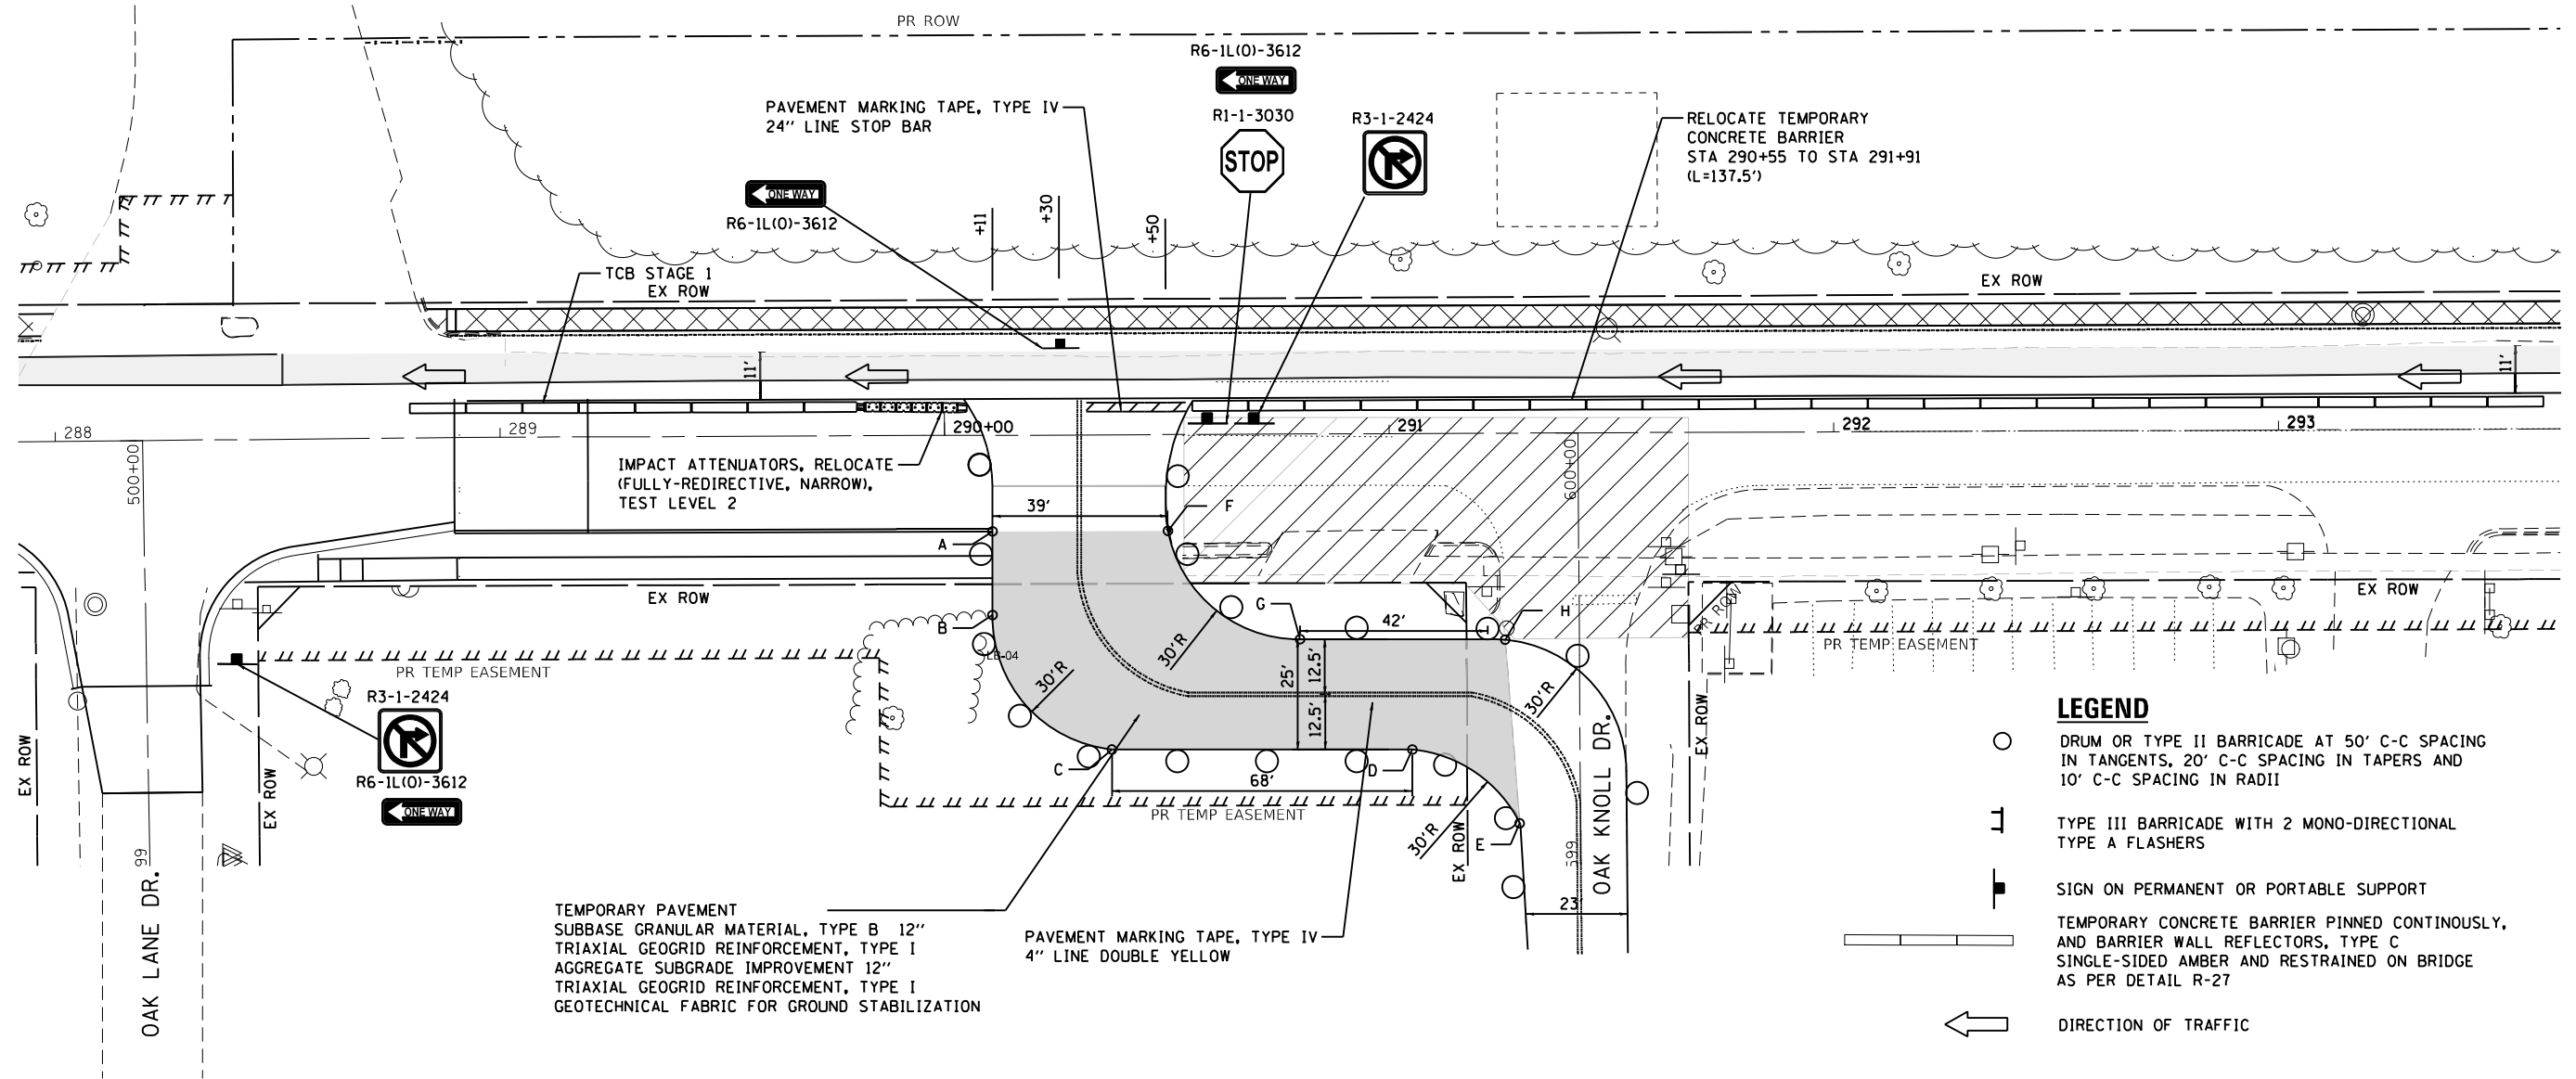 PR ROW
R6-1L(O)-3612
ONE WAY
PAVEMENT MARKING TAPE, TYPE IV
24" LINE STOP BAR
R1-1-3030
STOP
R3-1-2424
RELOCATE TEMPORARY
CONCRETE BARRIER
STA 290+55 TO STA 291+91
(L=137.5')
ONE WAY
R6-1L(O)-3612
+11
+30
+50
TCB STAGE 1
EX ROW
EX ROW
11'
11'
288
289
290+00
291
292
293
500+00
600+00
IMPACT ATTENUATORS, RELOCATE
(FULLY-REDIRECTIVE, NARROW),
TEST LEVEL 2
39'
F
A
EX ROW
EX ROW
PR ROW
G
42'
H
B
LB-04
PR TEMP EASEMENT
PR TEMP EASEMENT
30'R
30'R
25'
12.5'
12.5'
30'R
R3-1-2424
R6-1L(O)-3612
ONE WAY
EX ROW
EX ROW
99
OAK LANE DR.
C
D
68'
PR TEMP EASEMENT
30'R
EX ROW
E
599
OAK KNOLL DR.
EX ROW
23'
TEMPORARY PAVEMENT
SUBBASE GRANULAR MATERIAL, TYPE B 12"
TRIAXIAL GEOGRID REINFORCEMENT, TYPE I
AGGREGATE SUBGRADE IMPROVEMENT 12"
TRIAXIAL GEOGRID REINFORCEMENT, TYPE I
GEOTECHNICAL FABRIC FOR GROUND STABILIZATION
PAVEMENT MARKING TAPE, TYPE IV
4" LINE DOUBLE YELLOW
LEGEND
DRUM OR TYPE II BARRICADE AT 50' C-C SPACING
IN TANGENTS, 20' C-C SPACING IN TAPERS AND
10' C-C SPACING IN RADII
TYPE III BARRICADE WITH 2 MONO-DIRECTIONAL
TYPE A FLASHERS
SIGN ON PERMANENT OR PORTABLE SUPPORT
TEMPORARY CONCRETE BARRIER PINNED CONTINOUSLY,
AND BARRIER WALL REFLECTORS, TYPE C
SINGLE-SIDED AMBER AND RESTRAINED ON BRIDGE
AS PER DETAIL R-27
DIRECTION OF TRAFFIC